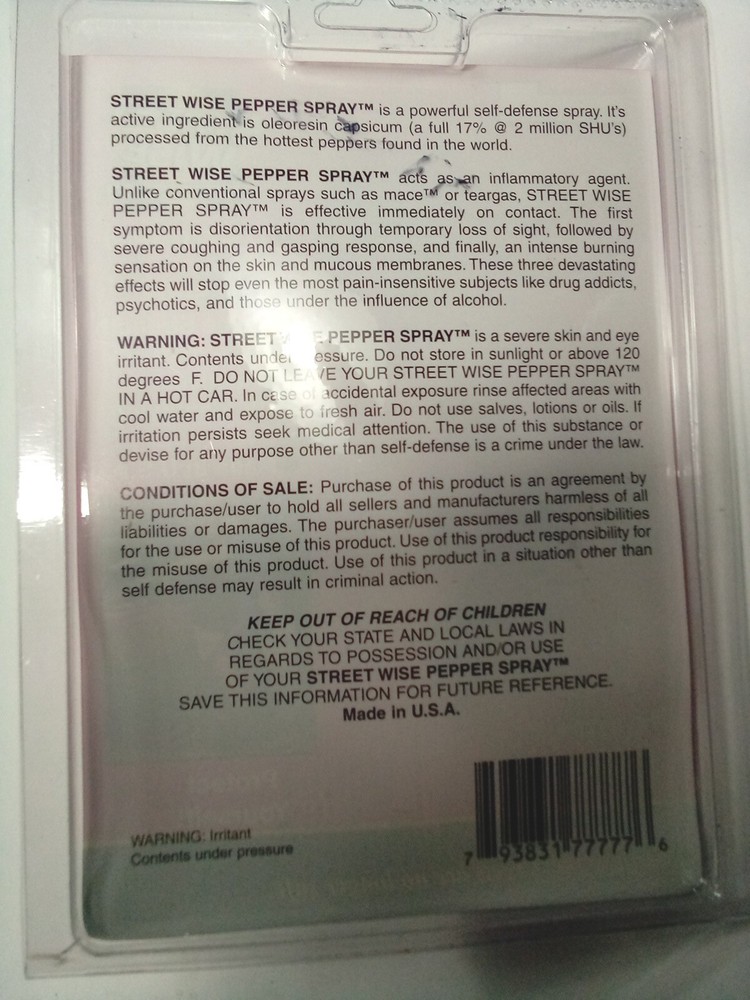 STREET WISE PEPPER SPRAY™ is a powerful self-defense spray. It's
active ingredient is oleoresin capsicum (a full 17% @ 2 million SHU's)
processed from the hottest peppers found in the world.
STREET WISE PEPPER SPRAY™ acts as an inflammatory agent.
Unlike conventional sprays such as mace™ or teargas, STREET WISE
PEPPER SPRAY™ is effective immediately on contact. The first
symptom is disorientation through temporary loss of sight, followed by
severe coughing and gasping response, and finally, an intense burning
sensation on the skin and mucous membranes. These three devastating
effects will stop even the most pain-insensitive subjects like drug addicts,
psychotics, and those under the influence of alcohol.
WARNING: STREET WISE PEPPER SPRAY™ is a severe skin and eye
irritant. Contents under pressure. Do not store in sunlight or above 120
degrees F. DO NOT LEAVE YOUR STREET WISE PEPPER SPRAY™
IN A HOT CAR. In case of accidental exposure rinse affected areas with
cool water and expose to fresh air. Do not use salves, lotions or oils. If
irritation persists seek medical attention. The use of this substance or
devise for any purpose other than self-defense is a crime under the law.
CONDITIONS OF SALE: Purchase of this product is an agreement by
the purchase/user to hold all sellers and manufacturers harmless of all
liabilities or damages. The purchaser/user assumes all responsibilities
for the use or misuse of this product. Use of this product responsibility for
the misuse of this product. Use of this product in a situation other than
self defense may result in criminal action.
KEEP OUT OF REACH OF CHILDREN
CHECK YOUR STATE AND LOCAL LAWS IN
REGARDS TO POSSESSION AND/OR USE
OF YOUR STREET WISE PEPPER SPRAY™
SAVE THIS INFORMATION FOR FUTURE REFERENCE.
Made in U.S.A.
WARNING: Irritant
Contents under pressure
7 93831 77777 6